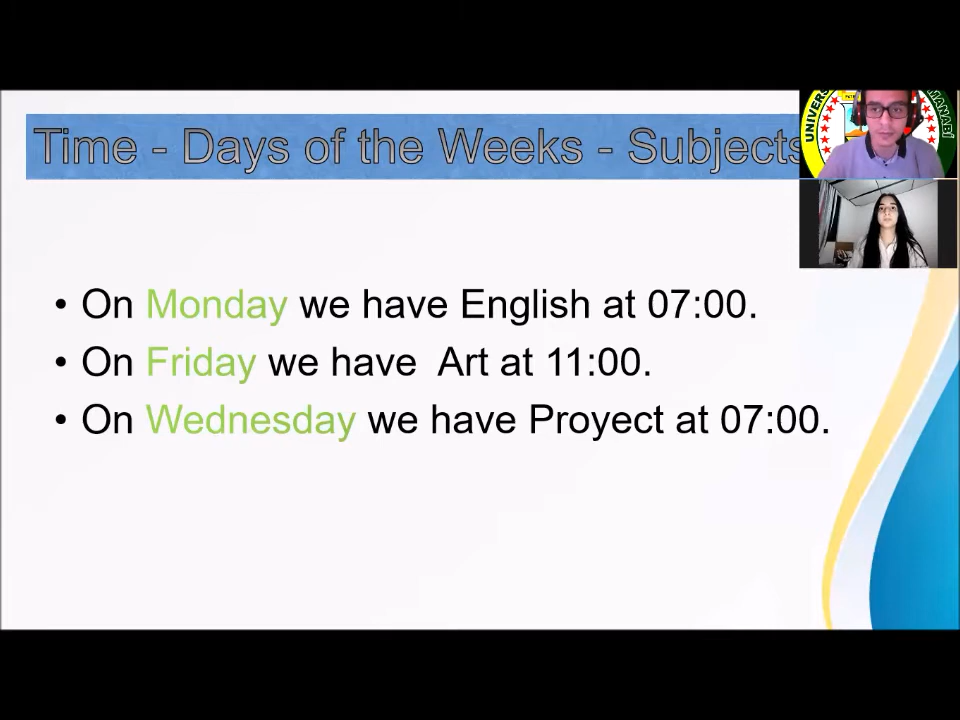 Time - Days of the Weeks - Subjects
• On Monday we have English at 07:00.
• On Friday we have Art at 11:00.
• On Wednesday we have Proyect at 07:00.